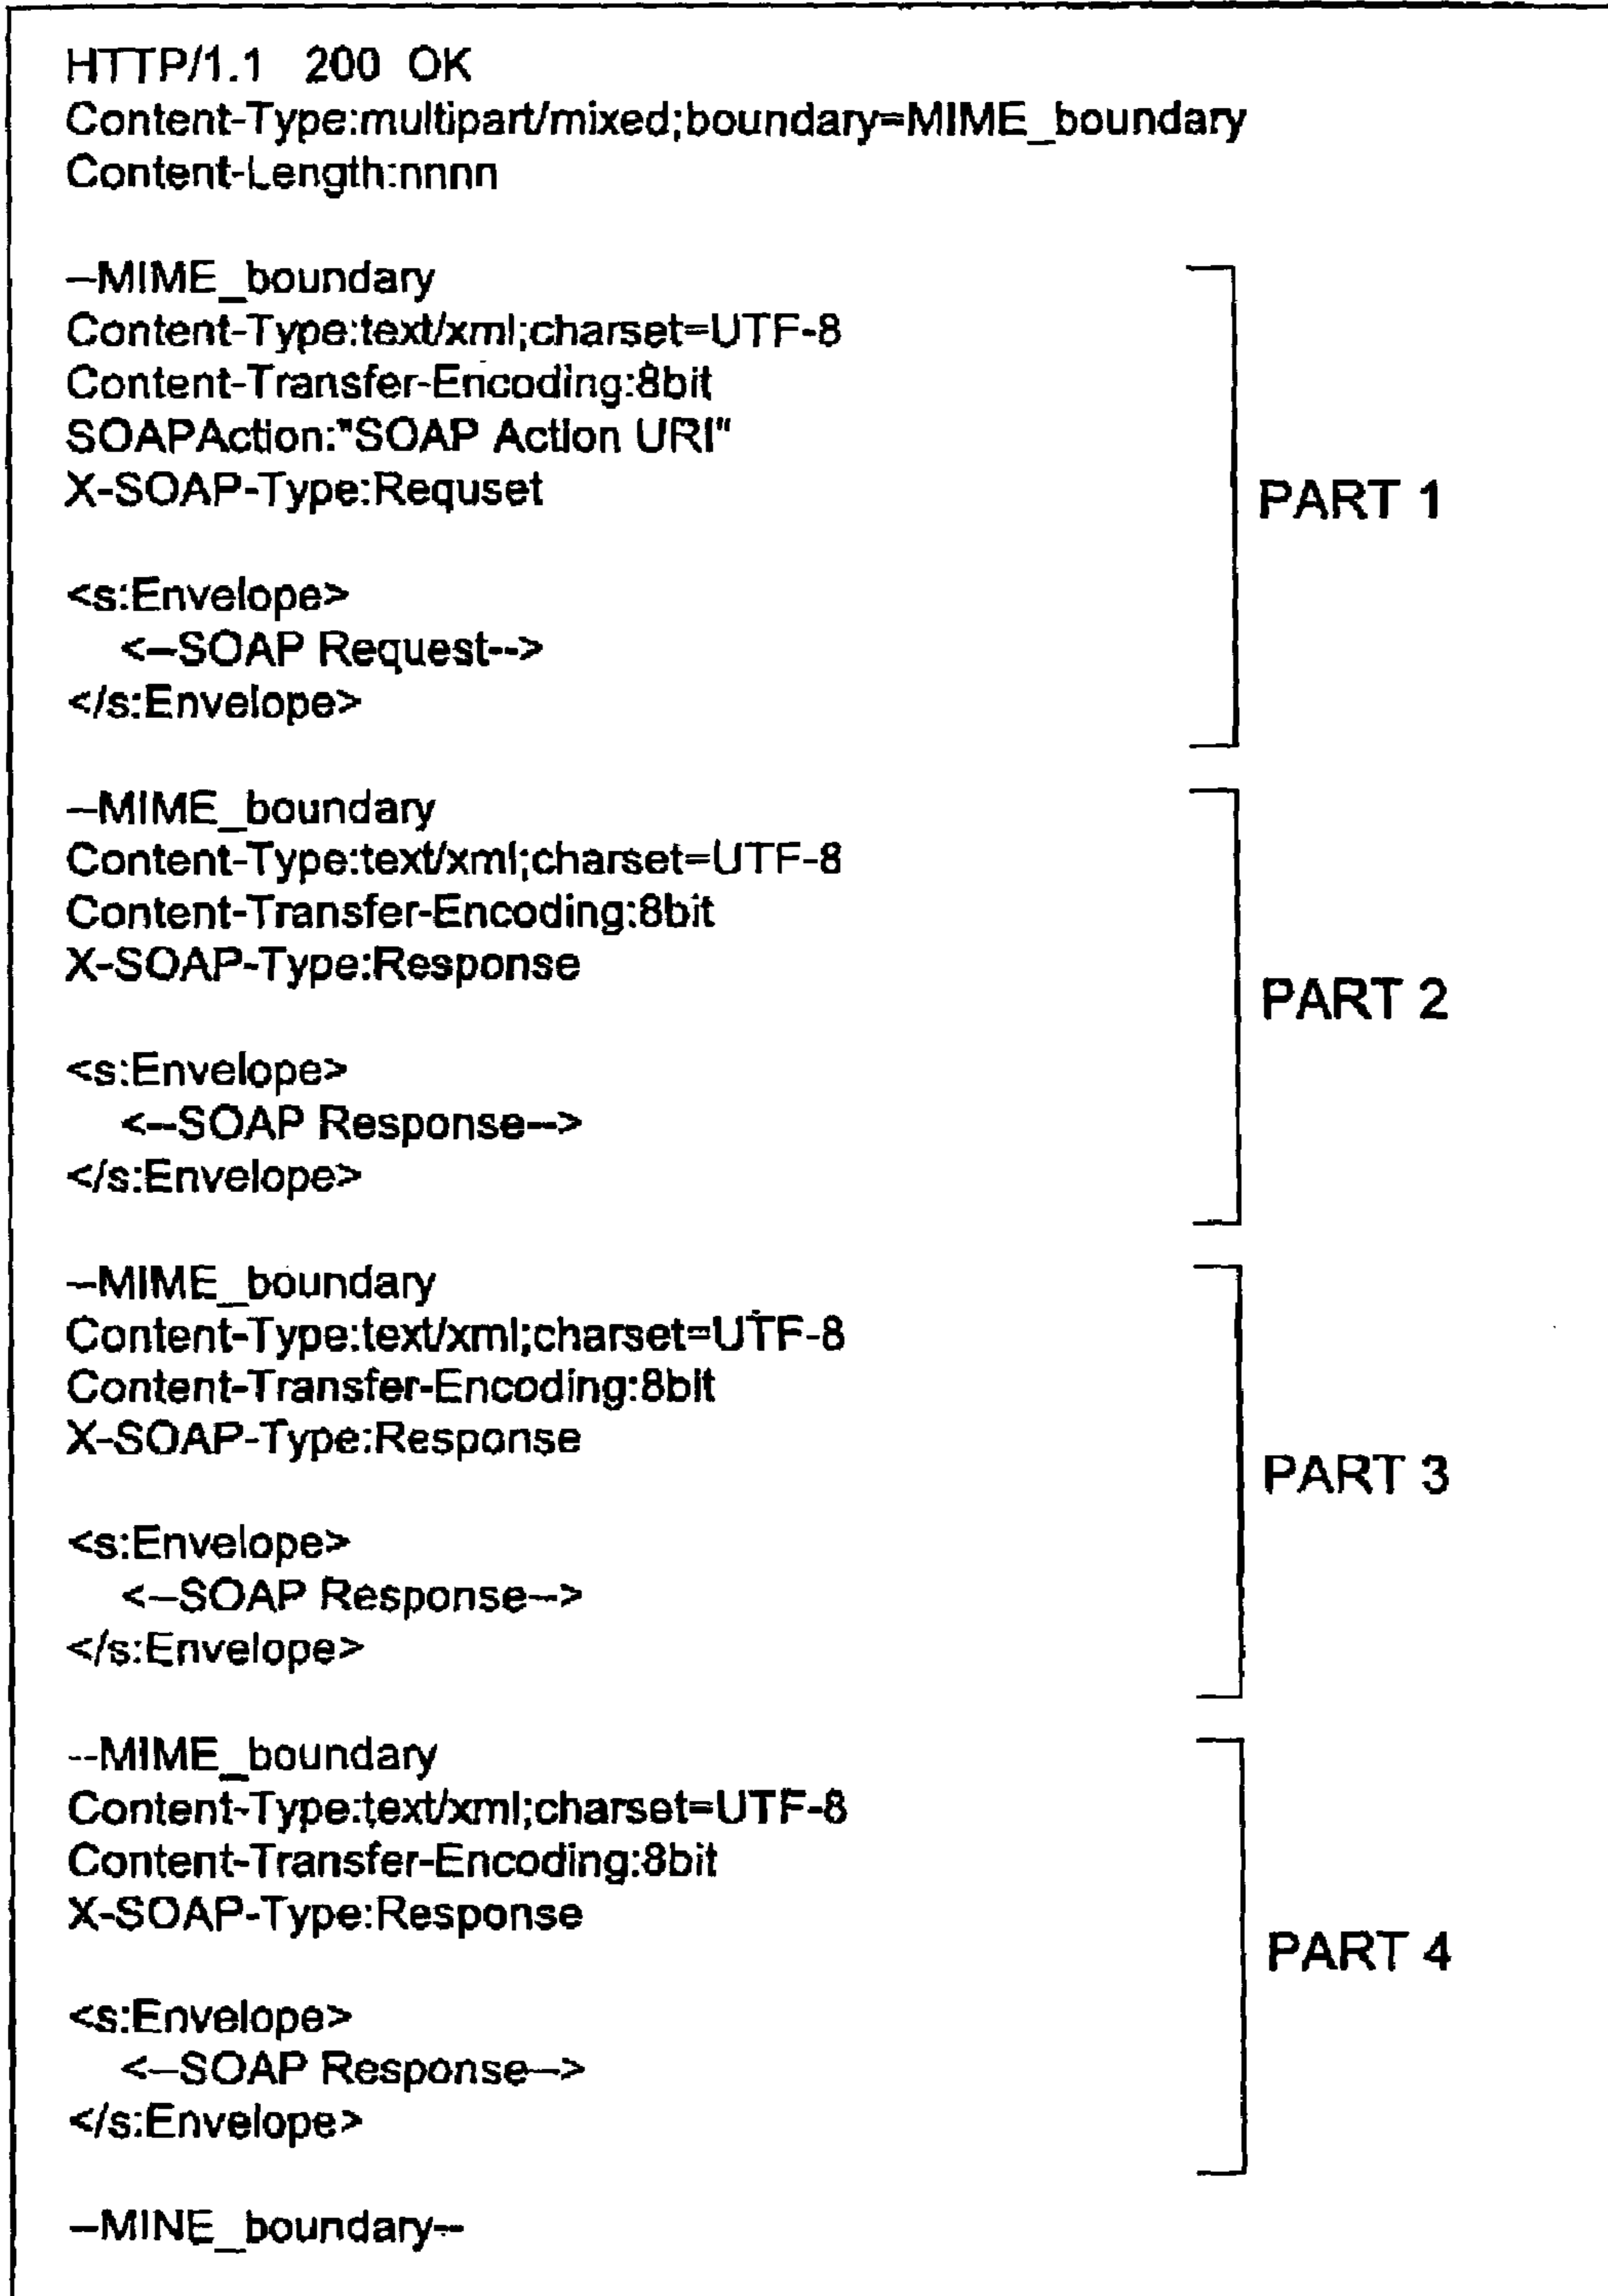 HTTP/1.1 200 OK
Content-Type:multipart/mixed;boundary=MIME_boundary
Content-Length:nnnn
--MIME_boundary
Content-Type:text/xml;charset=UTF-8
Content-Transfer-Encoding:8bit
SOAPAction:"SOAP Action URI"
X-SOAP-Type:Requset
PART 1
<s:Envelope>
<--SOAP Request-->
</s:Envelope>
--MIME_boundary
Content-Type:text/xml;charset=UTF-8
Content-Transfer-Encoding:8bit
X-SOAP-Type:Response
PART 2
<s:Envelope>
<--SOAP Response-->
</s:Envelope>
--MIME_boundary
Content-Type:text/xml;charset=UTF-8
Content-Transfer-Encoding:8bit
X-SOAP-Type:Response
PART 3
<s:Envelope>
<--SOAP Response-->
</s:Envelope>
--MIME_boundary
Content-Type:text/xml;charset=UTF-8
Content-Transfer-Encoding:8bit
X-SOAP-Type:Response
PART 4
<s:Envelope>
<--SOAP Response-->
</s:Envelope>
--MINE_boundary--